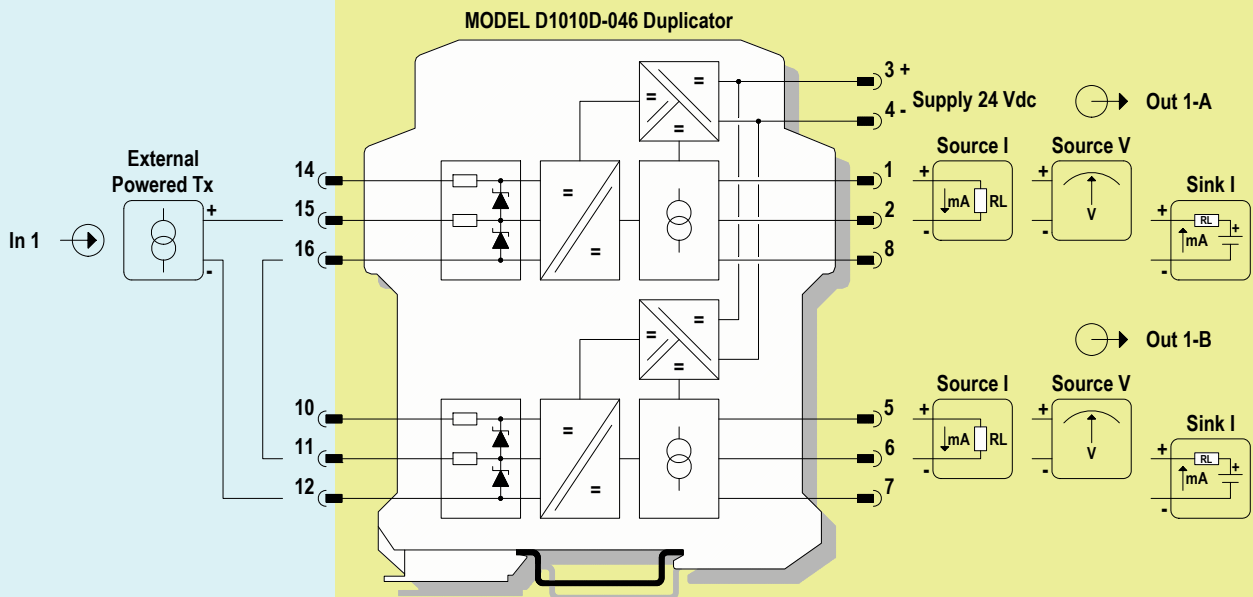 MODEL D1010D-046 Duplicator
3 +
4 -
Supply 24 Vdc
Out 1-A
External
Powered Tx
+
-
In 1
14
15
16
=
=
=
=
=
1
2
8
Source I
+
-
mA RL
Source V
+
-
V
Sink I
+
-
RL
mA
+
Out 1-B
10
11
12
=
=
=
=
=
5
6
7
Source I
+
-
mA RL
Source V
+
-
V
Sink I
+
-
RL
mA
+